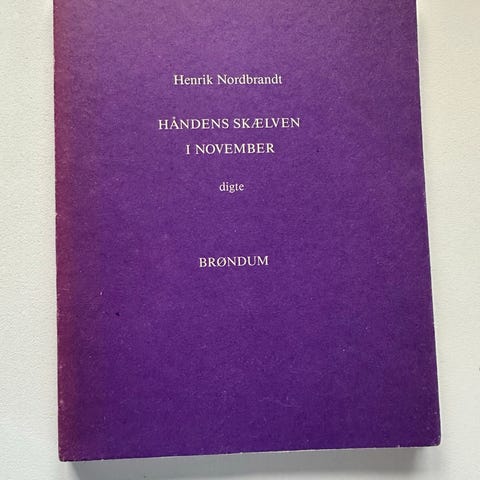 Henrik Nordbrandt
HÅNDENS SKÆLVEN
I NOVEMBER
digte
BRØNDUM